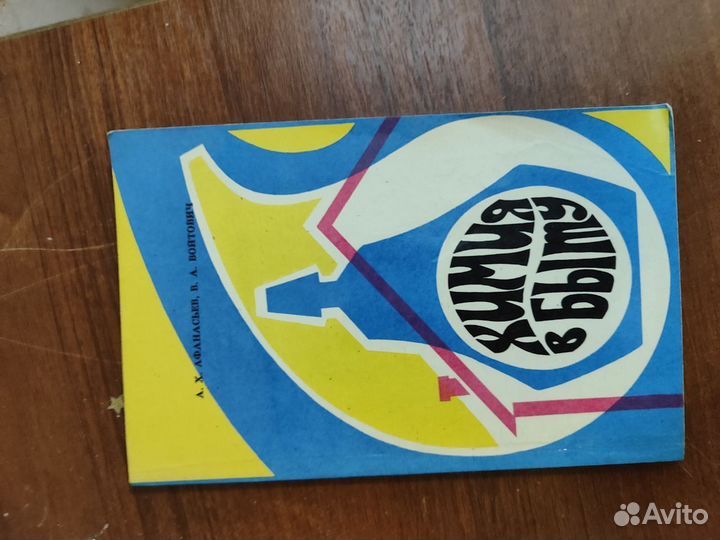 А. Х. АФАНАСЬЕВ, В. А. ВОЙТОВИЧ
ХИМИЯ
В БЫТУ
Avito